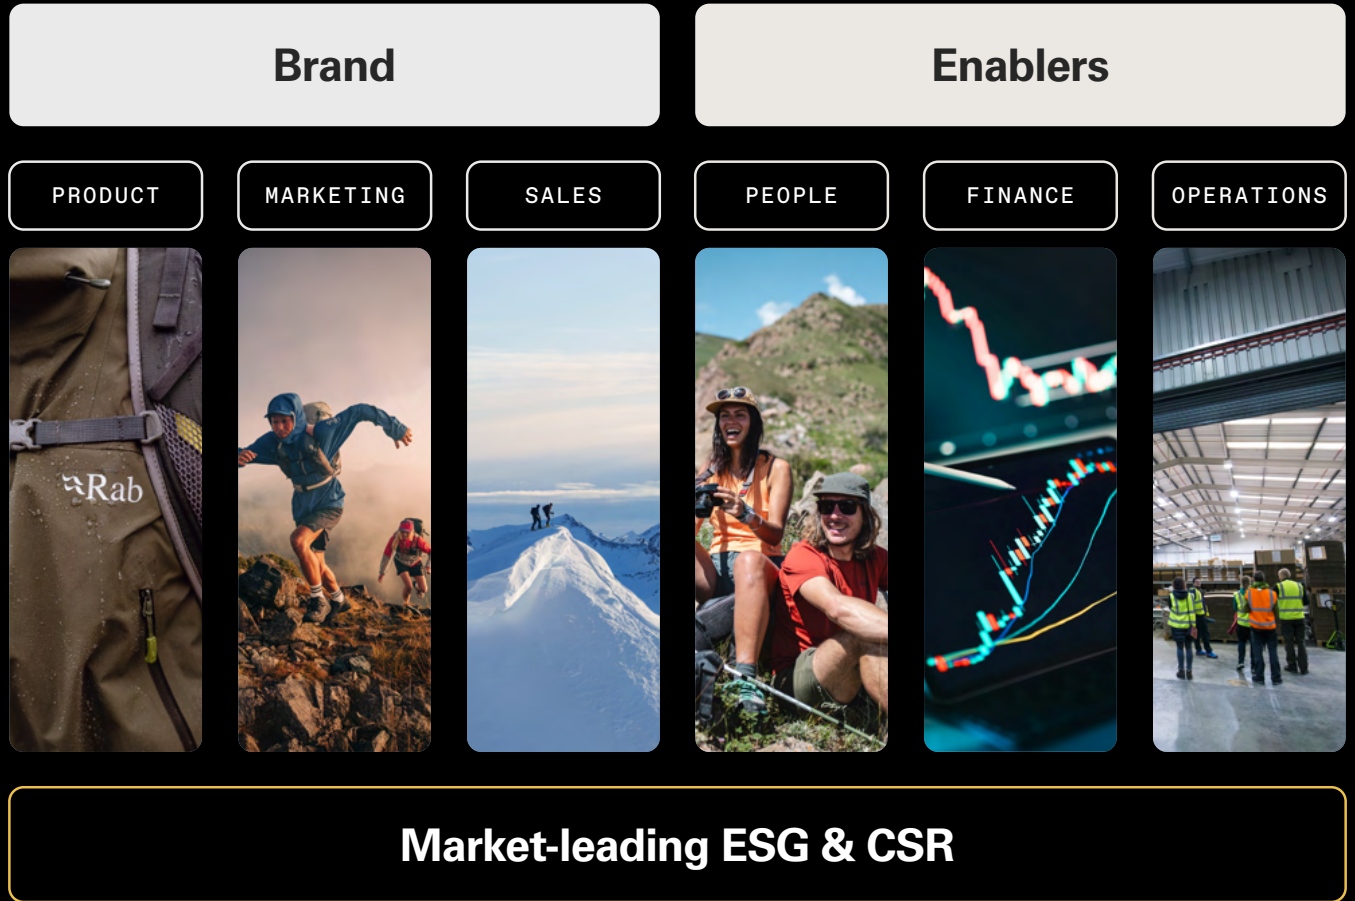 Brand
Enablers
PRODUCT
MARKETING
SALES
PEOPLE
FINANCE
OPERATIONS
Rab
Market-leading ESG & CSR